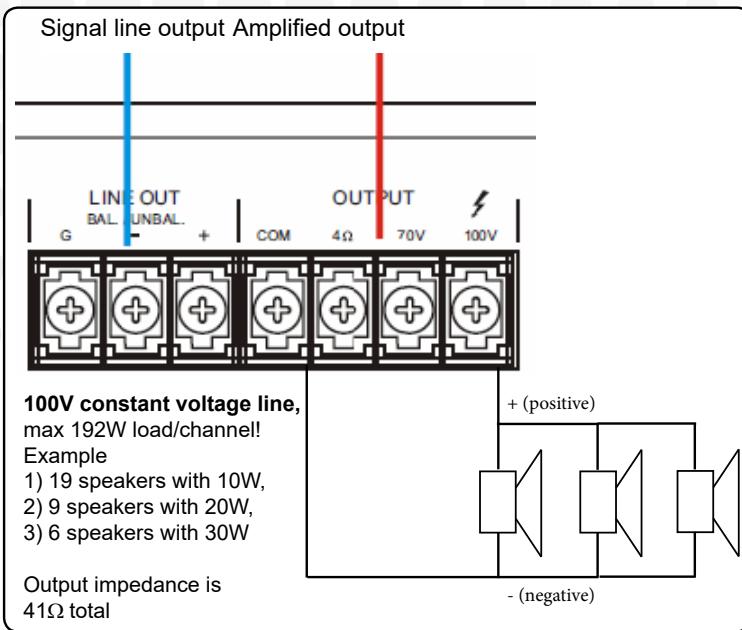 Signal line output Amplified output
LINE OUT
BAL. /UNBAL.
G - +
OUTPUT
COM 4Ω 70V 100V
100V constant voltage line,
max 192W load/channel!
Example
1) 19 speakers with 10W,
2) 9 speakers with 20W,
3) 6 speakers with 30W
Output impedance is
41Ω total
+ (positive)
- (negative)